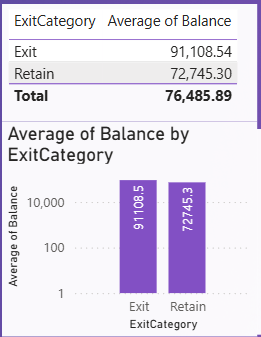 ExitCategory Average of Balance
Exit 91,108.54
Retain 72,745.30
Total 76,485.89
Average of Balance by
ExitCategory
Average of Balance
10,000
100
1
91108.5
72745.3
Exit Retain
ExitCategory